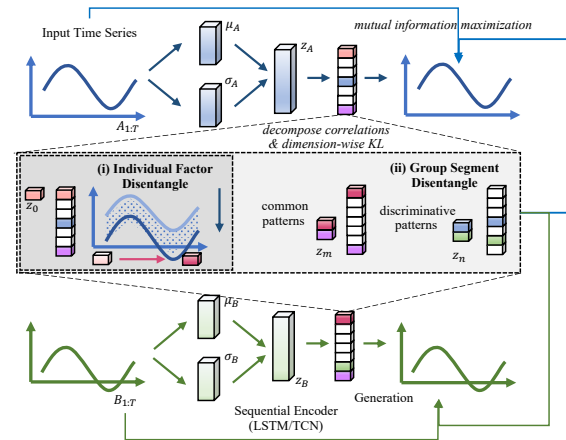 Input Time Series
μ_A
z_A
mutual information maximization
σ_A
A_{1:T}
decompose correlations
& dimension-wise KL
(i) Individual Factor
Disentangle
z_0
(ii) Group Segment
Disentangle
common
patterns
z_m
discriminative
patterns
z_n
μ_B
σ_B
z_B
B_{1:T}
Sequential Encoder
(LSTM/TCN)
Generation